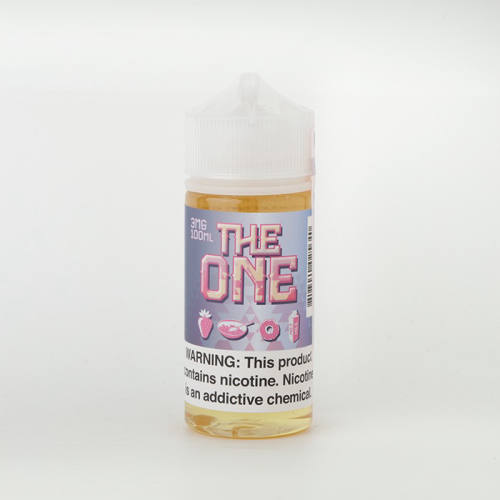 3MG
100ML
THE
ONE
WARNING: This product
contains nicotine. Nicotine
is an addictive chemical.